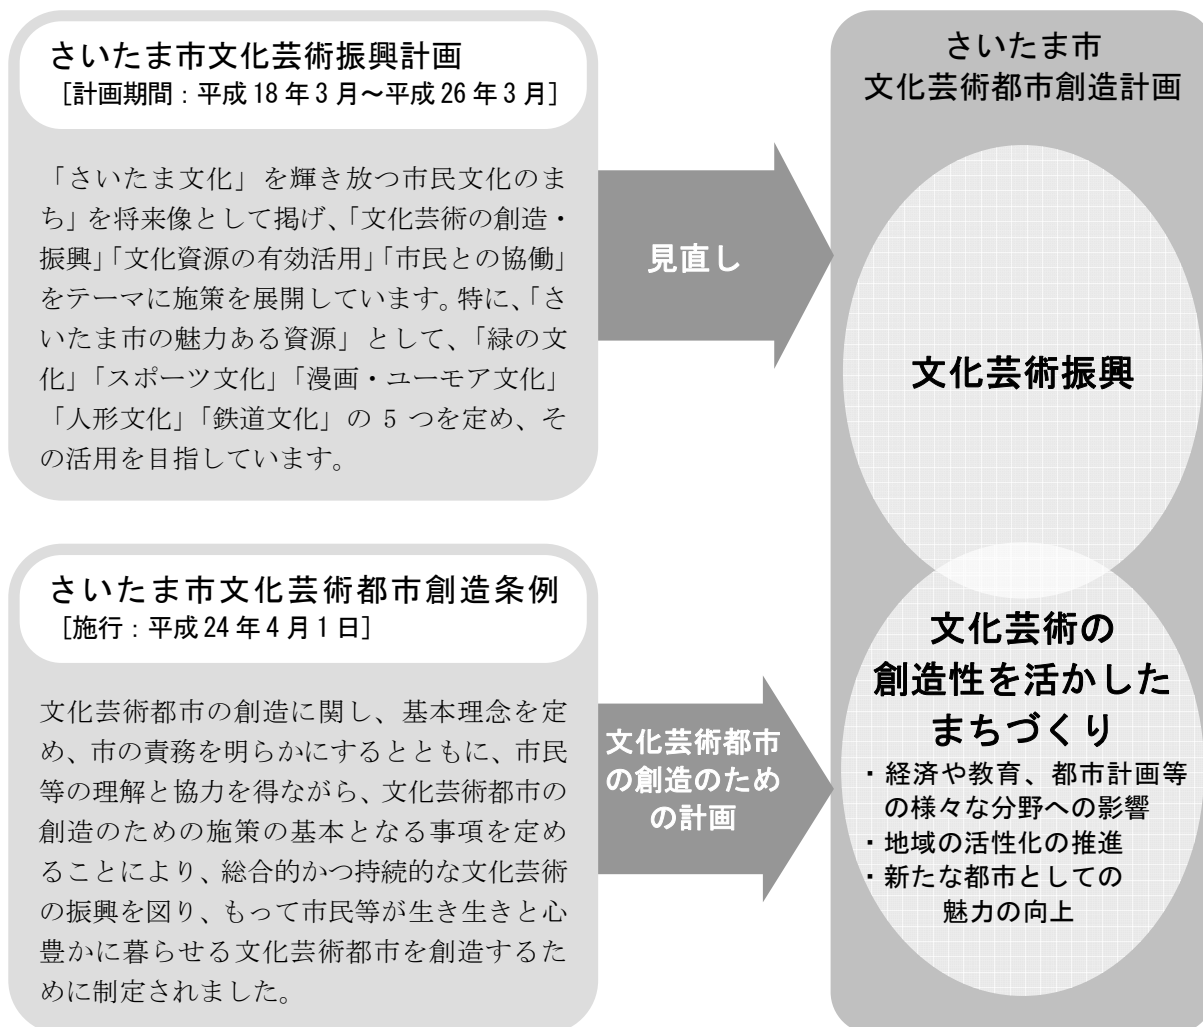 さいたま市文化芸術振興計画
［計画期間：平成18年3月～平成26年3月］
「さいたま文化」を輝き放つ市民文化のま
ち」を将来像として掲げ、「文化芸術の創造・
振興」「文化資源の有効活用」「市民との協働」
をテーマに施策を展開しています。特に、「さ
いたま市の魅力ある資源」として、「緑の文
化」「スポーツ文化」「漫画・ユーモア文化」
「人形文化」「鉄道文化」の 5 つを定め、そ
の活用を目指しています。
見直し
さいたま市文化芸術都市創造条例
［施行：平成24年4月1日］
文化芸術都市の創造に関し、基本理念を定
め、市の責務を明らかにするとともに、市民
等の理解と協力を得ながら、文化芸術都市の
創造のための施策の基本となる事項を定め
ることにより、総合的かつ持続的な文化芸術
の振興を図り、もって市民等が生き生きと心
豊かに暮らせる文化芸術都市を創造するた
めに制定されました。
文化芸術都市
の創造のため
の計画
さいたま市
文化芸術都市創造計画
文化芸術振興
文化芸術の
創造性を活かした
まちづくり
・経済や教育、都市計画等
の様々な分野への影響
・地域の活性化の推進
・新たな都市としての
魅力の向上